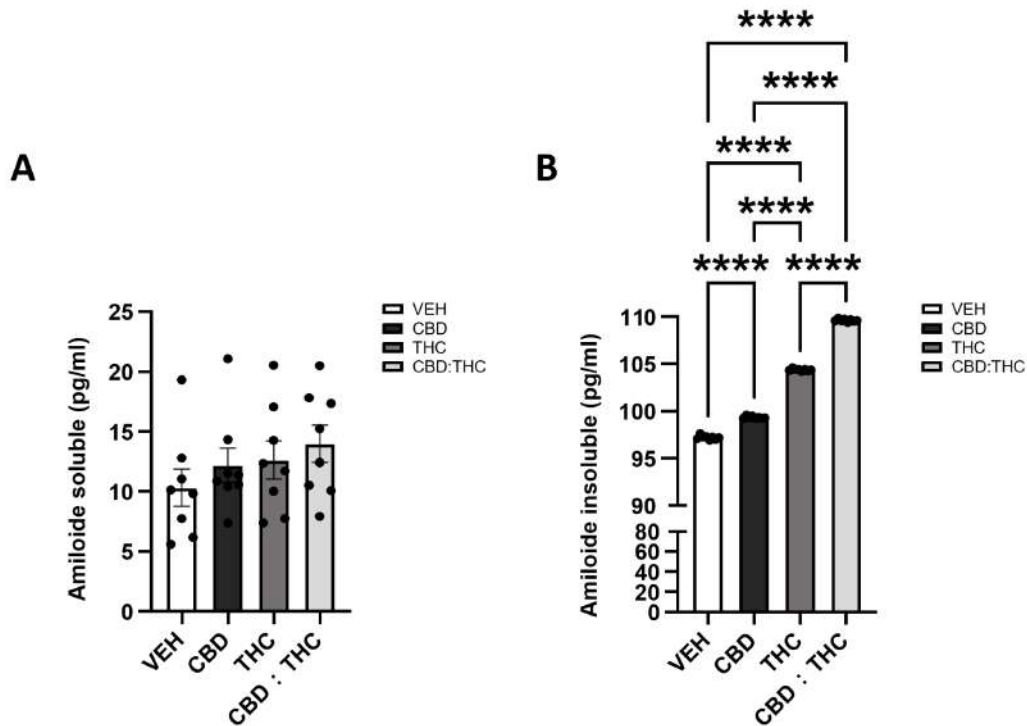 A
Amiloide soluble (pg/ml)
25
20
15
10
5
0
VEH
CBD
THC
CBD : THC
VEH
CBD
THC
CBD:THC
B
****
****
****
****
**** ****
Amiloide insoluble (pg/ml)
110
105
100
95
90
80
60
40
20
0
VEH
CBD
THC
CBD : THC
VEH
CBD
THC
CBD:THC